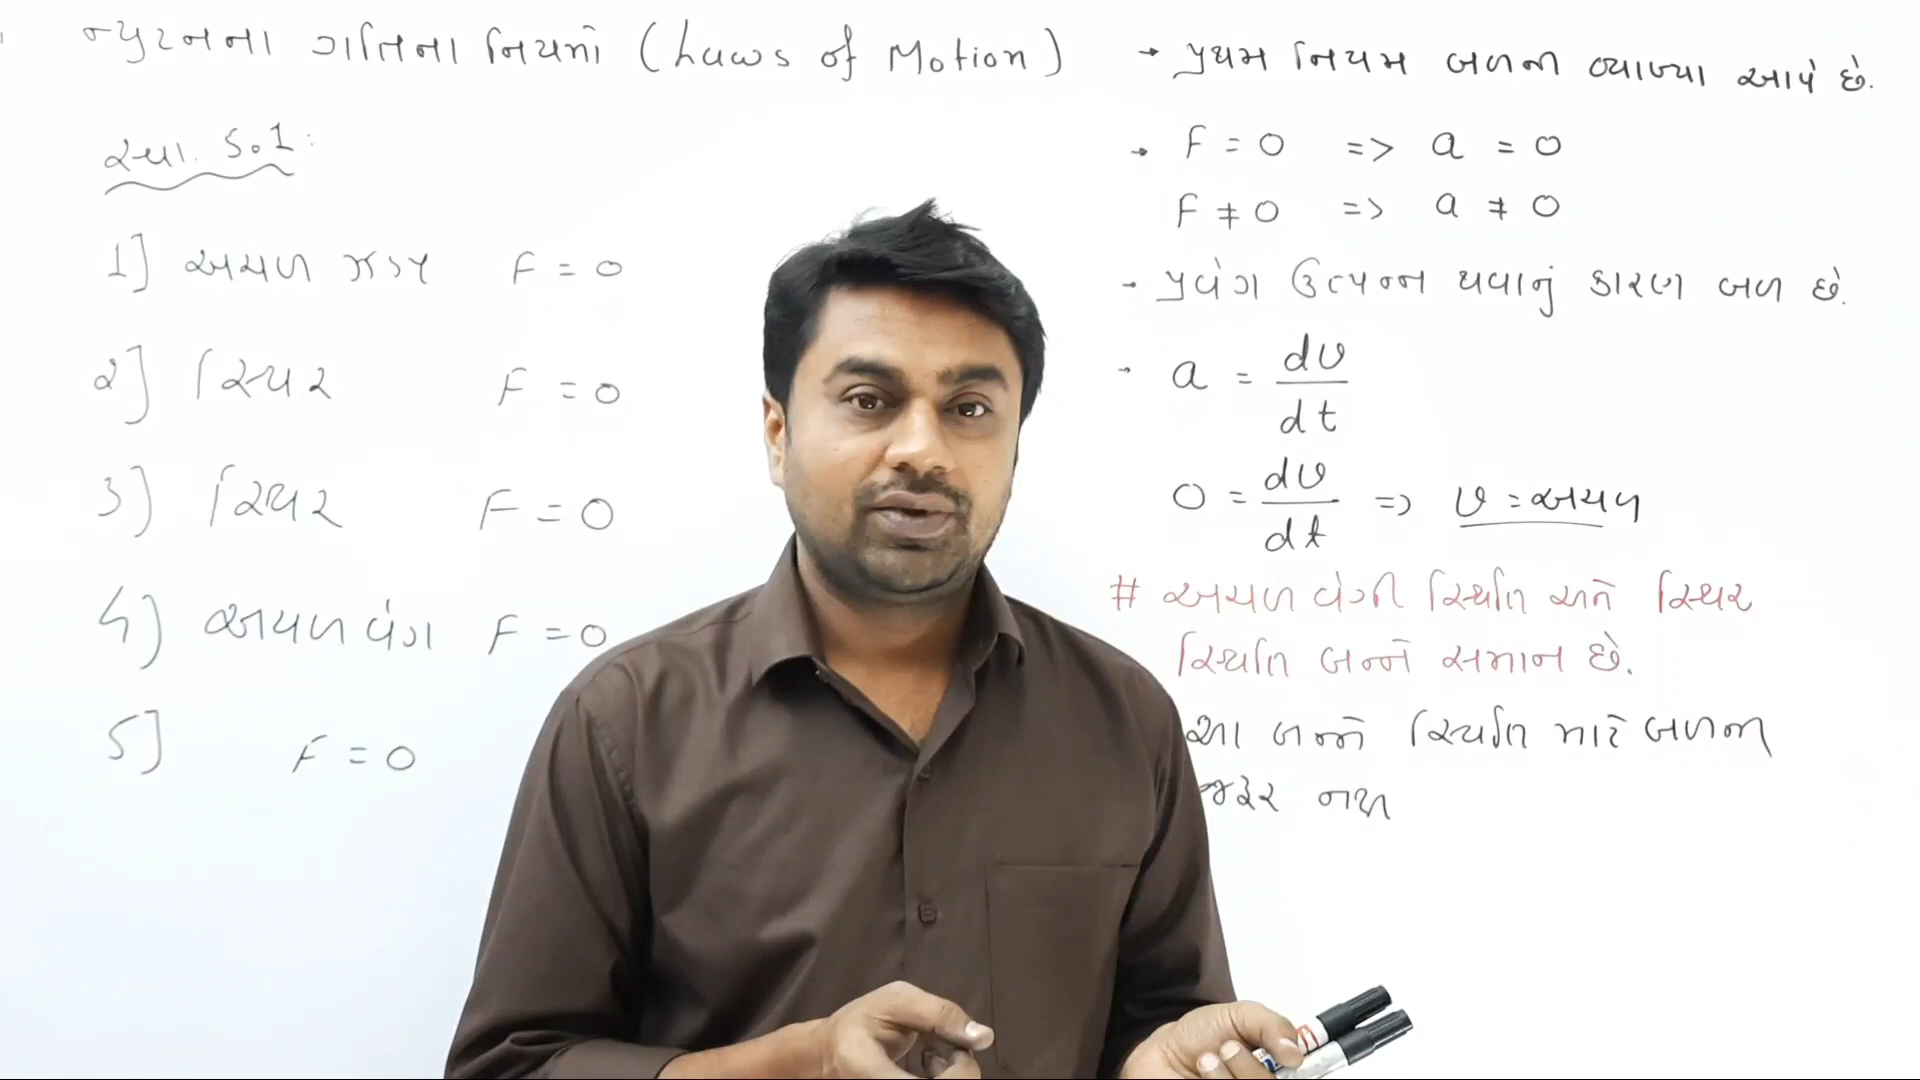 ન્યુટનના ગતિના નિયમો (Laws of Motion)
સ્વા. 5.1:
1] અચળ ઝડપ F = 0
2] સ્થિર F = 0
3) સ્થિર F = 0
4) અચળવેગ F = 0
5] F = 0
→ પ્રથમ નિયમ બળની વ્યાખ્યા આપે છે.
→ F = 0 => a = 0
F ≠ 0 => a ≠ 0
- પ્રવેગ ઉત્પન્ન થવાનું કારણ બળ છે.
- a = dv/dt
0 = dv/dt => v = અચળ
# અચળ વેગી સ્થિતિ અને સ્થિર
સ્થિતિ બન્ને સમાન છે.
આ બન્ને સ્થિતિ માટે બળની
જરૂર નથી